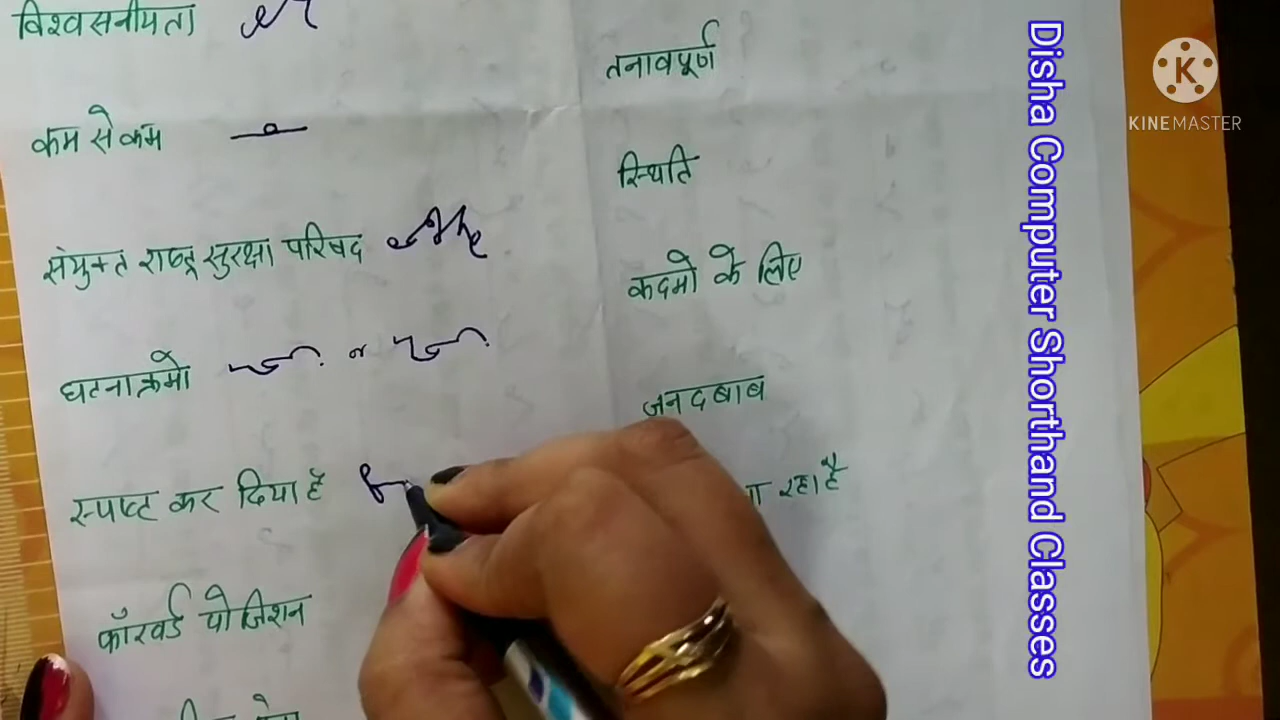 विश्वसनीयता
कम से कम
संयुक्त राष्ट्र सुरक्षा परिषद
घटनाक्रमो
or
स्पष्ट कर दिया है
फॉरवर्ड पोजिशन
तनावपूर्ण
स्थिति
कदमो के लिए
जनदबाब
रहा है
Disha Computer Shorthand Classes
K
KINEMASTER